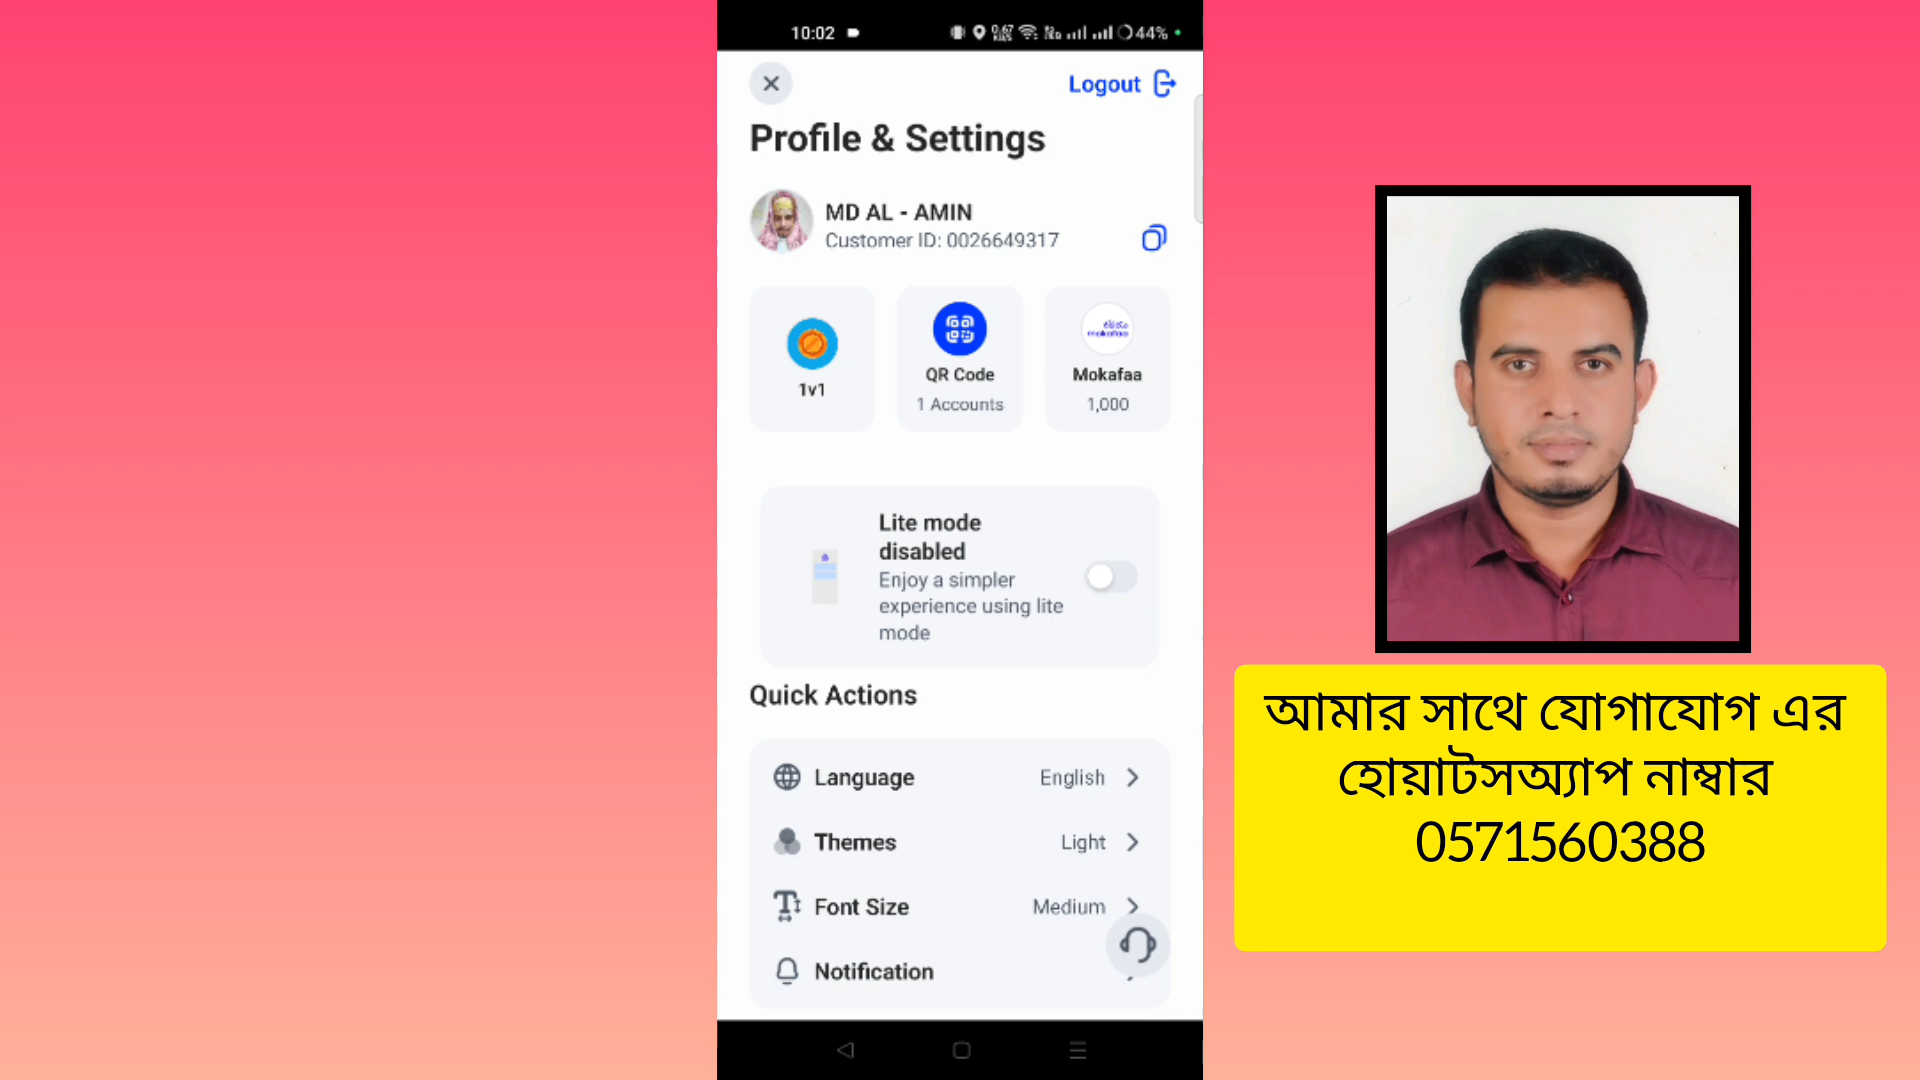 10:02
44%
Logout
Profile & Settings
MD AL - AMIN
Customer ID: 0026649317
1v1
QR Code
1 Accounts
mokafaa
Mokafaa
1,000
Lite mode
disabled
Enjoy a simpler
experience using lite
mode
Quick Actions
Language English
Themes Light
Font Size Medium
Notification
আমার সাথে যোগাযোগ এর
হোয়াটসঅ্যাপ নাম্বার
0571560388